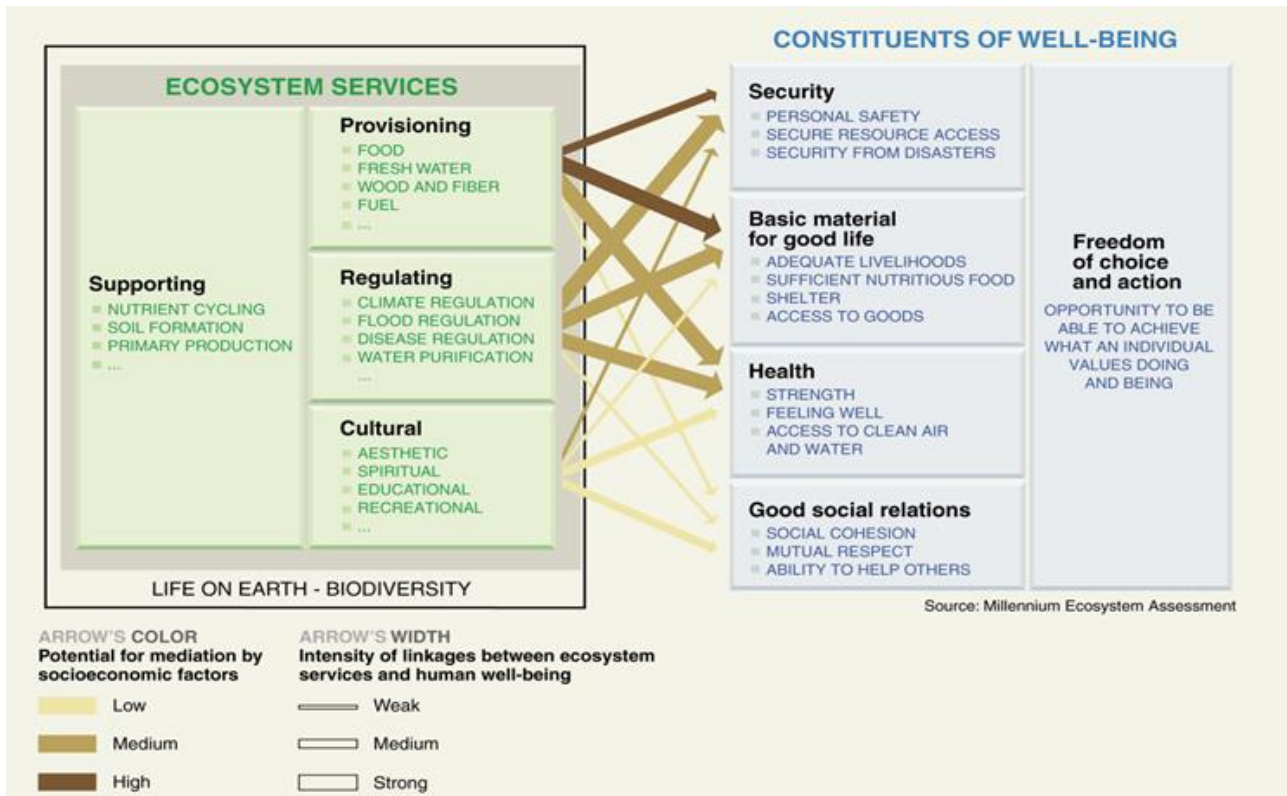 ECOSYSTEM SERVICES
Supporting
NUTRIENT CYCLING
SOIL FORMATION
PRIMARY PRODUCTION
...
Provisioning
FOOD
FRESH WATER
WOOD AND FIBER
FUEL
...
Regulating
CLIMATE REGULATION
FLOOD REGULATION
DISEASE REGULATION
WATER PURIFICATION
...
Cultural
AESTHETIC
SPIRITUAL
EDUCATIONAL
RECREATIONAL
...
LIFE ON EARTH - BIODIVERSITY
CONSTITUENTS OF WELL-BEING
Security
PERSONAL SAFETY
SECURE RESOURCE ACCESS
SECURITY FROM DISASTERS
Basic material
for good life
ADEQUATE LIVELIHOODS
SUFFICIENT NUTRITIOUS FOOD
SHELTER
ACCESS TO GOODS
Health
STRENGTH
FEELING WELL
ACCESS TO CLEAN AIR
AND WATER
Good social relations
SOCIAL COHESION
MUTUAL RESPECT
ABILITY TO HELP OTHERS
Freedom
of choice
and action
OPPORTUNITY TO BE
ABLE TO ACHIEVE
WHAT AN INDIVIDUAL
VALUES DOING
AND BEING
Source: Millennium Ecosystem Assessment
ARROW'S COLOR
Potential for mediation by
socioeconomic factors
Low
Medium
High
ARROW'S WIDTH
Intensity of linkages between ecosystem
services and human well-being
Weak
Medium
Strong